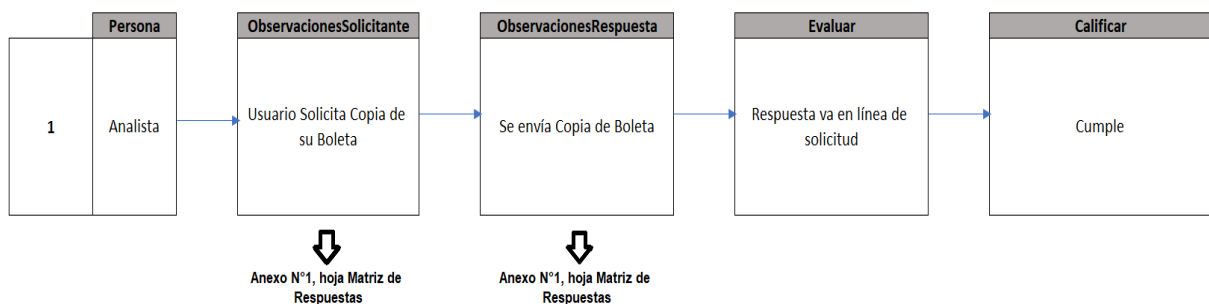 Persona
ObservacionesSolicitante
ObservacionesRespuesta
Evaluar
Calificar
1
Analista
Usuario Solicita Copia de
su Boleta
Se envía Copia de Boleta
Respuesta va en línea de
solicitud
Cumple
Anexo N°1, hoja Matriz de
Respuestas
Anexo N°1, hoja Matriz de
Respuestas